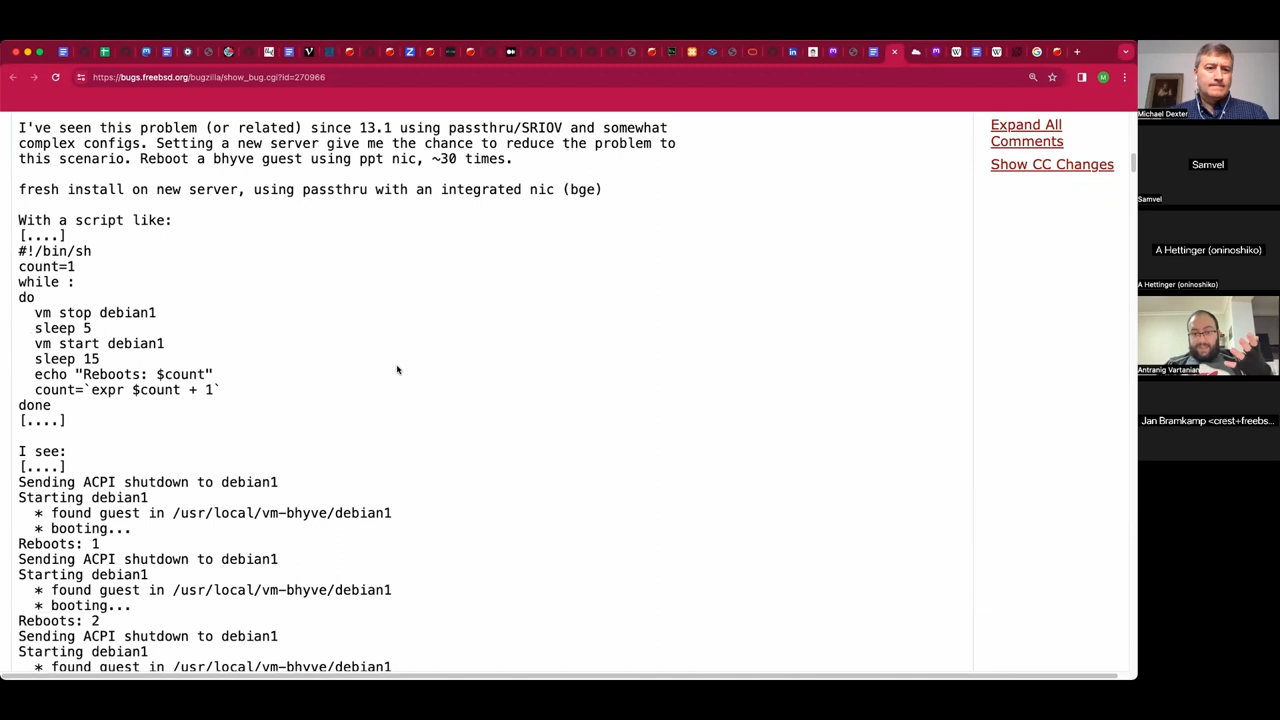 https://bugs.freebsd.org/bugzilla/show_bug.cgi?id=270966
I've seen this problem (or related) since 13.1 using passthru/SRIOV and somewhat
complex configs. Setting a new server give me the chance to reduce the problem to
this scenario. Reboot a bhyve guest using ppt nic, ~30 times.
fresh install on new server, using passthru with an integrated nic (bge)
With a script like:
[....]
#!/bin/sh
count=1
while :
do
vm stop debian1
sleep 5
vm start debian1
sleep 15
echo "Reboots: $count"
count=`expr $count + 1`
done
[....]
I see:
[....]
Sending ACPI shutdown to debian1
Starting debian1
* found guest in /usr/local/vm-bhyve/debian1
* booting...
Reboots: 1
Sending ACPI shutdown to debian1
Starting debian1
* found guest in /usr/local/vm-bhyve/debian1
* booting...
Reboots: 2
Sending ACPI shutdown to debian1
Starting debian1
* found guest in /usr/local/vm-bhyve/debian1
Expand All
Comments
Show CC Changes
Michael Dexter
Samvel
Samvel
A Hettinger (oninoshiko)
A Hettinger (oninoshiko)
Antranig Vartanian
Jan Bramkamp <crest+freebs...